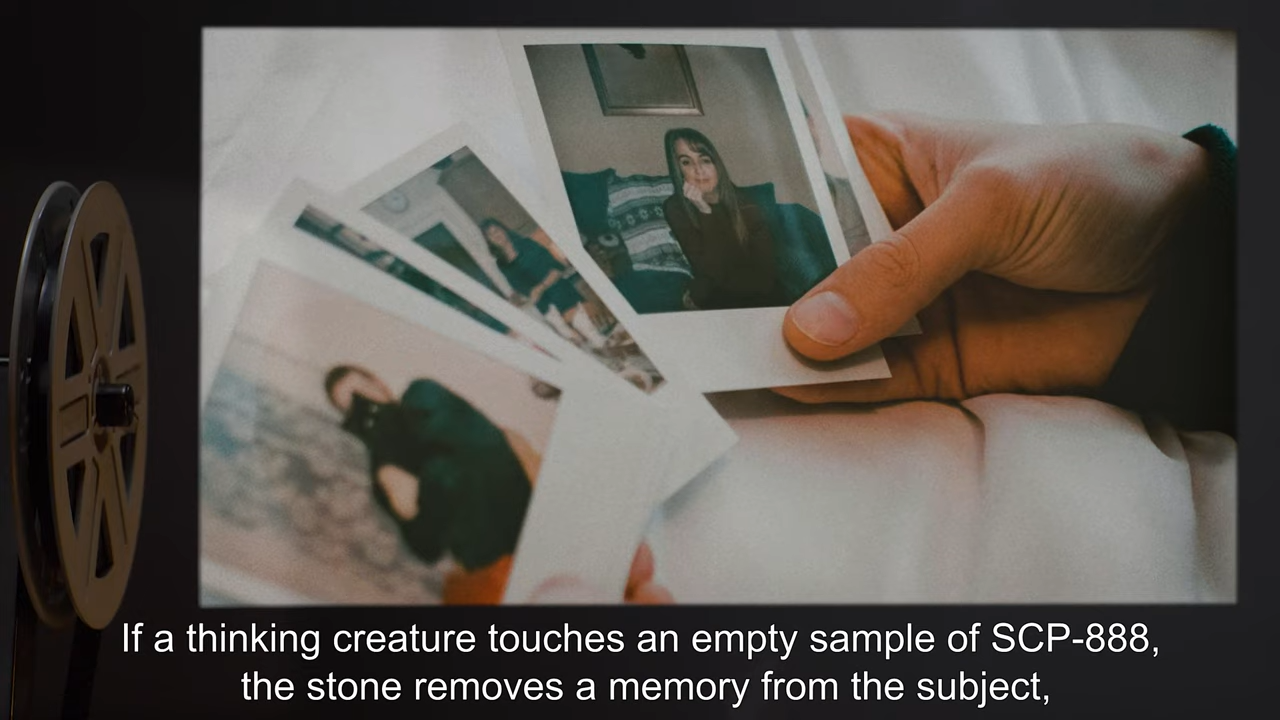 If a thinking creature touches an empty sample of SCP-888,
the stone removes a memory from the subject,